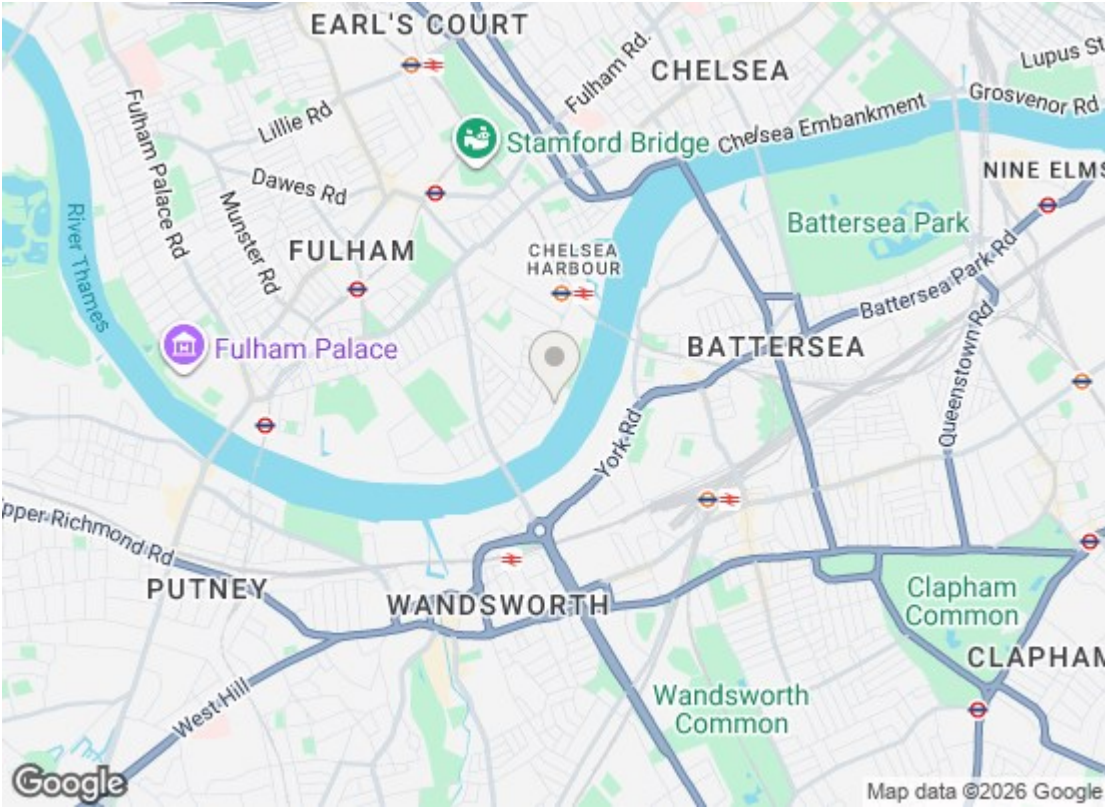 EARL'S COURT
Fulham Rd.
CHELSEA
Lupus St
Grosvenor Rd
Fulham Palace Rd
Lillie Rd
Stamford Bridge
Chelsea Embankment
NINE ELMS
Dawes Rd
Munster Rd
River Thames
FULHAM
CHELSEA
HARBOUR
Battersea Park
Battersea Park Rd
Fulham Palace
BATTERSEA
Queenstown Rd
York Rd
pper Richmond Rd
PUTNEY
WANDSWORTH
Clapham
Common
CLAPHAM
West Hill
Wandsworth
Common
Google
Map data ©2026 Google